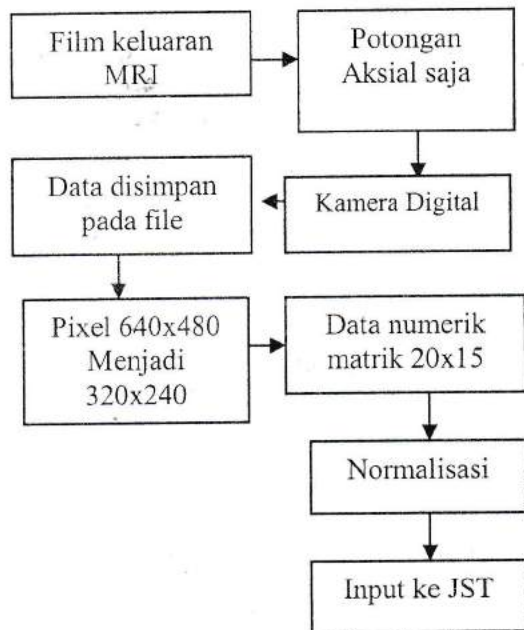 Film keluaran
MRI
Potongan
Aksial saja
Kamera Digital
Data disimpan
pada file
Pixel 640x480
Menjadi
320x240
Data numerik
matrik 20x15
Normalisasi
Input ke JST